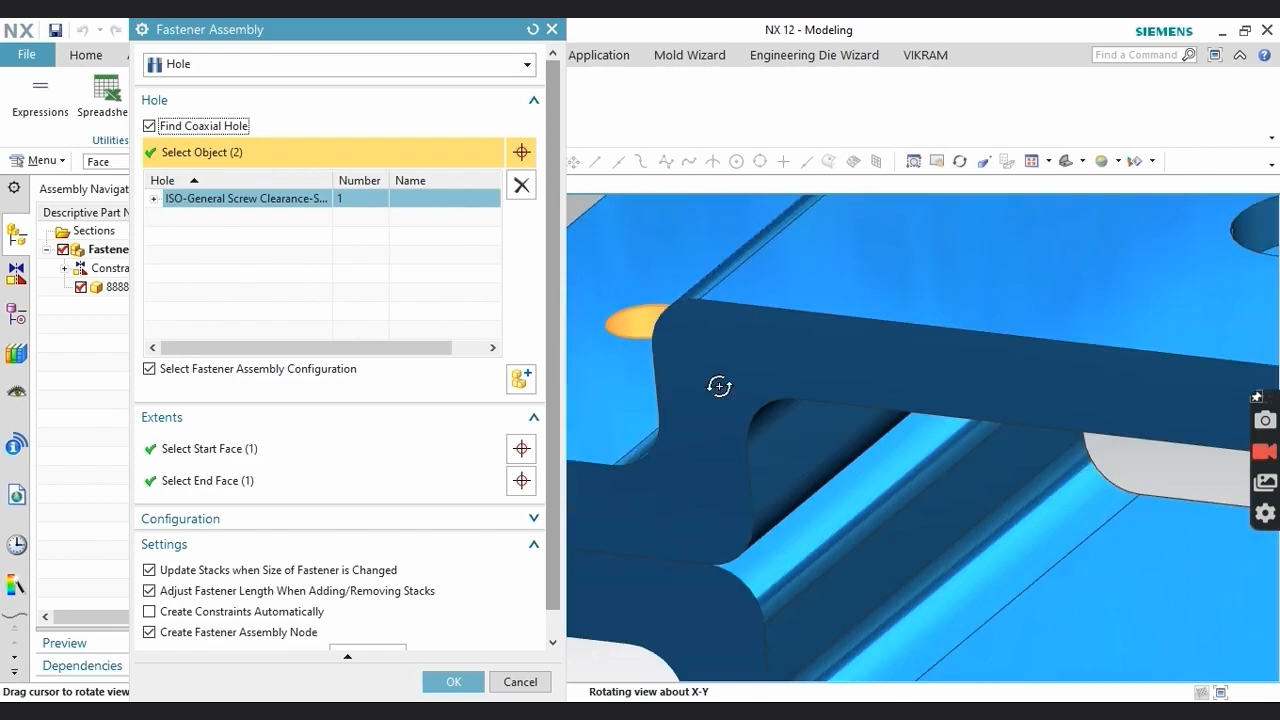 NX
Fastener Assembly
NX 12 - Modeling
SIEMENS
File
Home
Application
Mold Wizard
Engineering Die Wizard
VIKRAM
Find a Command
Hole
Expressions
Spreadshe
Utilities
Menu
Face
Hole
Find Coaxial Hole
Select Object (2)
Hole
Number
Name
ISO-General Screw Clearance-S...
1
Select Fastener Assembly Configuration
Extents
Select Start Face (1)
Select End Face (1)
Configuration
Settings
Update Stacks when Size of Fastener is Changed
Adjust Fastener Length When Adding/Removing Stacks
Create Constraints Automatically
Create Fastener Assembly Node
OK
Cancel
Assembly Navigat
Descriptive Part N
Sections
Fastene
Constra
8888
Preview
Dependencies
Drag cursor to rotate view
Rotating view about X-Y